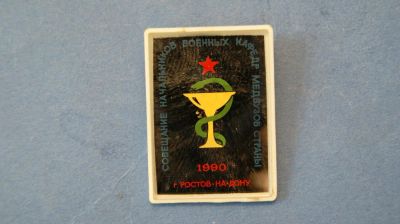 СОВЕЩАНИЕ НАЧАЛЬНИКОВ ВОЕННЫХ КАФЕДР МЕДВУЗОВ СТРАНЫ
1990
г. РОСТОВ-НА-ДОНУ